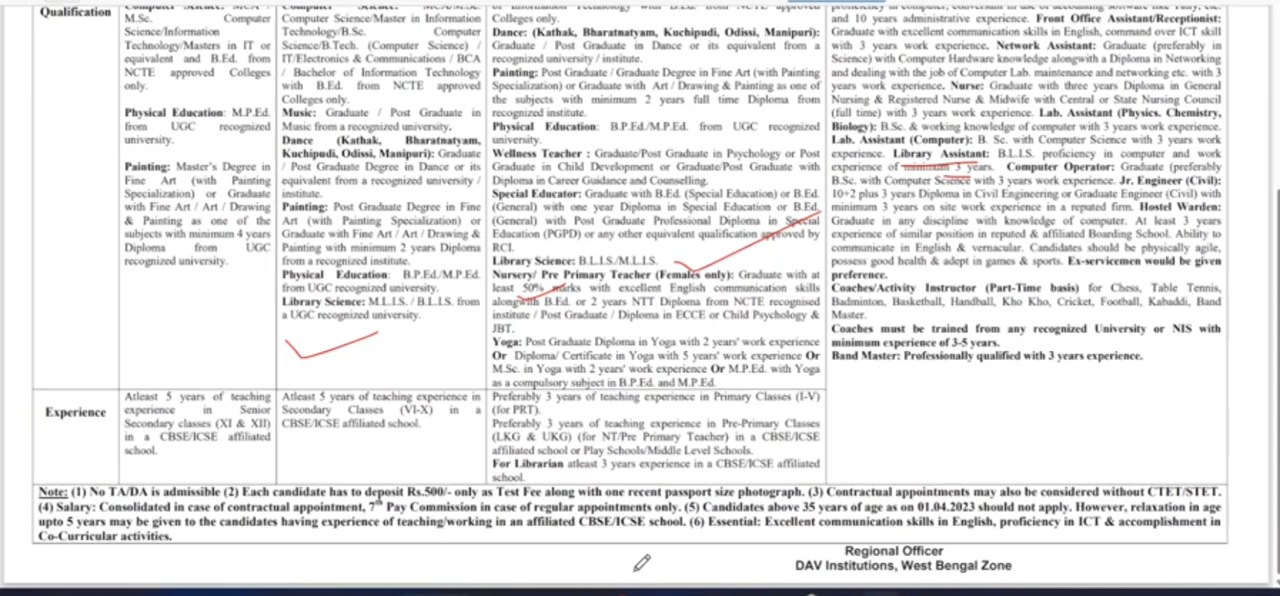 Qualification
M.Sc. Computer
Science/Information
Technology/Masters in IT or
equivalent and B.Ed. from
NCTE approved Colleges
only.
Physical Education: M.P.Ed.
from UGC recognized
university.
Painting: Master's Degree in
Fine Art (with Painting
Specialization) or Graduate
with Fine Art / Art / Drawing
& Painting as one of the
subjects with minimum 4 years
Diploma from UGC
recognized university.
Computer Science/Master in Information
Technology/B.Sc. Computer
Science/B.Tech. (Computer Science) /
IT/Electronics & Communications / BCA
/ Bachelor of Information Technology
with B.Ed. from NCTE approved
Colleges only.
Music: Graduate / Post Graduate in
Music from a recognized university.
Dance (Kathak, Bharatnatyam,
Kuchipudi, Odissi, Manipuri): Graduate
/ Post Graduate Degree in Dance or its
equivalent from a recognized university /
institute.
Painting: Post Graduate Degree in Fine
Art (with Painting Specialization) or
Graduate with Fine Art / Art / Drawing &
Painting with minimum 2 years Diploma
from a recognized institute.
Physical Education: B.P.Ed/M.P.Ed.
from UGC recognized university.
Library Science: M.L.I.S. / B.L.I.S. from
a UGC recognized university.
Colleges only.
Dance: (Kathak, Bharatnatyam, Kuchipudi, Odissi, Manipuri):
Graduate / Post Graduate in Dance or its equivalent from a
recognized university / institute.
Painting: Post Graduate / Graduate Degree in Fine Art (with Painting
Specialization) or Graduate with Art / Drawing & Painting as one of
the subjects with minimum 2 years full time Diploma from
recognized institute.
Physical Education: B.P.Ed/M.P.Ed. from UGC recognized
university.
Wellness Teacher : Graduate/Post Graduate in Psychology or Post
Graduate in Child Development or Graduate/Post Graduate with
Diploma in Career Guidance and Counselling.
Special Educator: Graduate with B.Ed. (Special Education) or B.Ed.
(General) with one year Diploma in Special Education or B.Ed.
(General) with Post Graduate Professional Diploma in Special
Education (PGPD) or any other equivalent qualification approved by
RCI.
Library Science: B.L.I.S./M.L.I.S.
Nursery/ Pre Primary Teacher (Females only): Graduate with at
least 50% marks with excellent English communication skills
alongwith B.Ed. or 2 years NTT Diploma from NCTE recognised
institute / Post Graduate / Diploma in ECCE or Child Psychology &
JBT.
Yoga: Post Graduate Diploma in Yoga with 2 years' work experience
Or Diploma/ Certificate in Yoga with 5 years' work experience Or
M.Sc. in Yoga with 2 years' work experience Or M.P.Ed. with Yoga
as a compulsory subject in B.P.Ed. and M.P.Ed.
and 10 years administrative experience. Front Office Assistant/Receptionist:
Graduate with excellent communication skills in English, command over ICT skill
with 3 years work experience. Network Assistant: Graduate (preferably in
Science) with Computer Hardware knowledge alongwith a Diploma in Networking
and dealing with the job of Computer Lab. maintenance and networking etc. with 3
years work experience. Nurse: Graduate with three years Diploma in General
Nursing & Registered Nurse & Midwife with Central or State Nursing Council
(full time) with 3 years work experience. Lab. Assistant (Physics. Chemistry,
Biology): B.Sc. & working knowledge of computer with 3 years work experience.
Lab. Assistant (Computer): B. Sc. with Computer Science with 3 years work
experience. Library Assistant: B.L.I.S. proficiency in computer and work
experience of minimum 3 years. Computer Operator: Graduate (preferably
B.Sc. with Computer Science with 3 years work experience. Jr. Engineer (Civil):
10+2 plus 3 years Diploma in Civil Engineering or Graduate Engineer (Civil) with
minimum 3 years on site work experience in a reputed firm. Hostel Warden:
Graduate in any discipline with knowledge of computer. At least 3 years
experience of similar position in reputed & affiliated Boarding School. Ability to
communicate in English & vernacular. Candidates should be physically agile,
possess good health & adept in games & sports. Ex-servicemen would be given
preference.
Coaches/Activity Instructor (Part-Time basis) for Chess, Table Tennis,
Badminton, Basketball, Handball, Kho Kho, Cricket, Football, Kabaddi, Band
Master.
Coaches must be trained from any recognized University or NIS with
minimum experience of 3-5 years.
Band Master: Professionally qualified with 3 years experience.
Experience
Atleast 5 years of teaching
experience in Senior
Secondary classes (XI & XII)
in a CBSE/ICSE affiliated
school.
Atleast 5 years of teaching experience in
Secondary Classes (VI-X) in a
CBSE/ICSE affiliated school.
Preferably 3 years of teaching experience in Primary Classes (I-V)
(for PRT).
Preferably 3 years of teaching experience in Pre-Primary Classes
(LKG & UKG) (for NT/Pre Primary Teacher) in a CBSE/ICSE
affiliated school or Play Schools/Middle Level Schools.
For Librarian atleast 3 years experience in a CBSE/ICSE affiliated
school.
Note: (1) No TA/DA is admissible (2) Each candidate has to deposit Rs.500/- only as Test Fee along with one recent passport size photograph. (3) Contractual appointments may also be considered without CTET/STET.
(4) Salary: Consolidated in case of contractual appointment, 7th Pay Commission in case of regular appointments only. (5) Candidates above 35 years of age as on 01.04.2023 should not apply. However, relaxation in age
upto 5 years may be given to the candidates having experience of teaching/working in an affiliated CBSE/ICSE school. (6) Essential: Excellent communication skills in English, proficiency in ICT & accomplishment in
Co-Curricular activities.
Regional Officer
DAV Institutions, West Bengal Zone